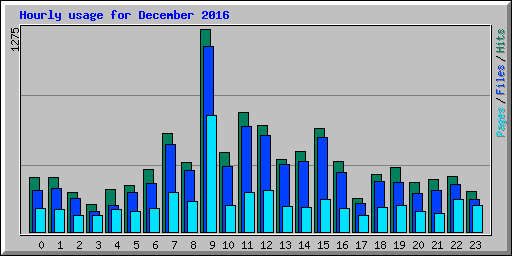 Hourly usage for December 2016
1275
Pages/Files/Hits
0 1 2 3 4 5 6 7 8 9 10 11 12 13 14 15 16 17 18 19 20 21 22 23